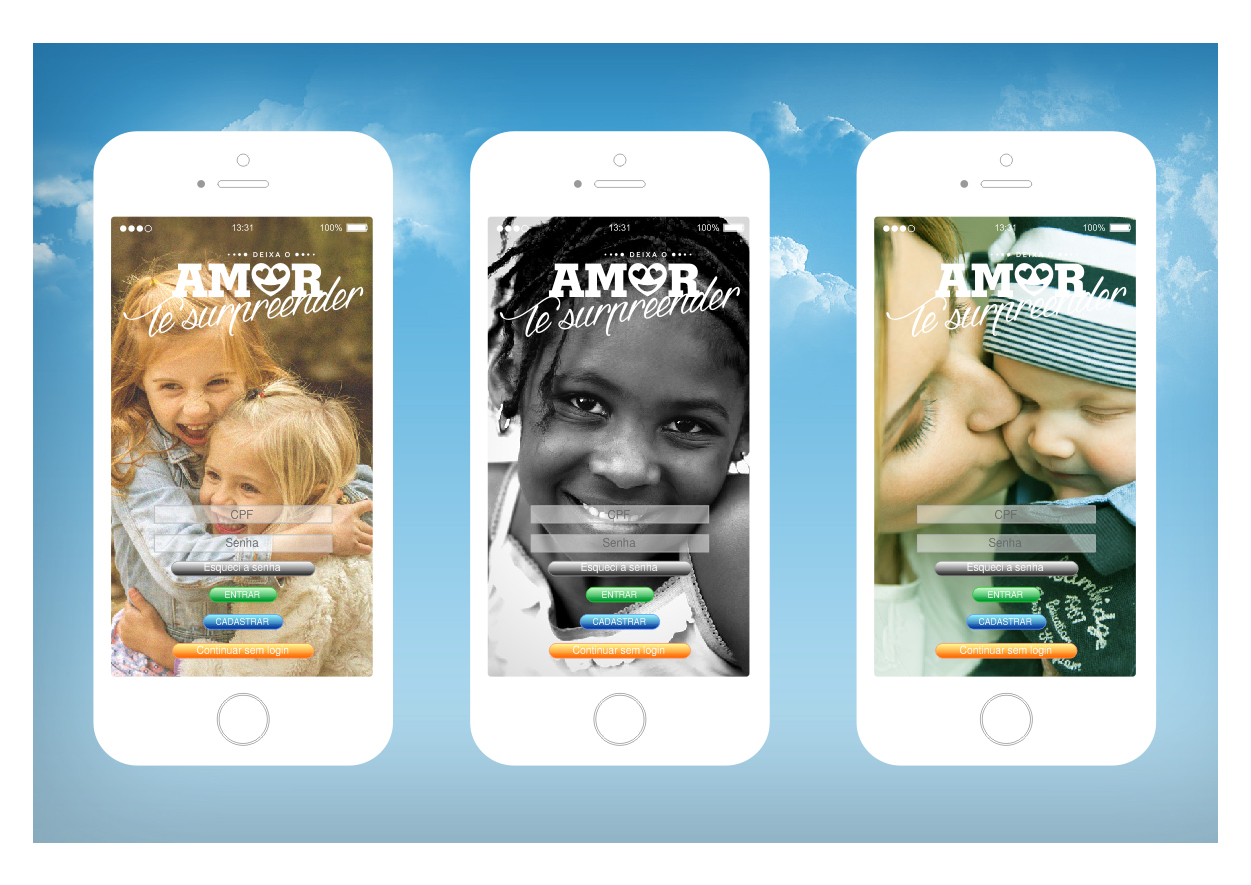 13:31 100%
DEIXA O
AMOR
te surpreender
CPF
Senha
Esqueci a senha
ENTRAR
CADASTRAR
Continuar sem login
13:31 100%
DEIXA O
AMOR
te surpreender
CPF
Senha
Esqueci a senha
ENTRAR
CADASTRAR
Continuar sem login
13:31 100%
DEIXA O
AMOR
te surpreender
CPF
Senha
Esqueci a senha
ENTRAR
CADASTRAR
Continuar sem login